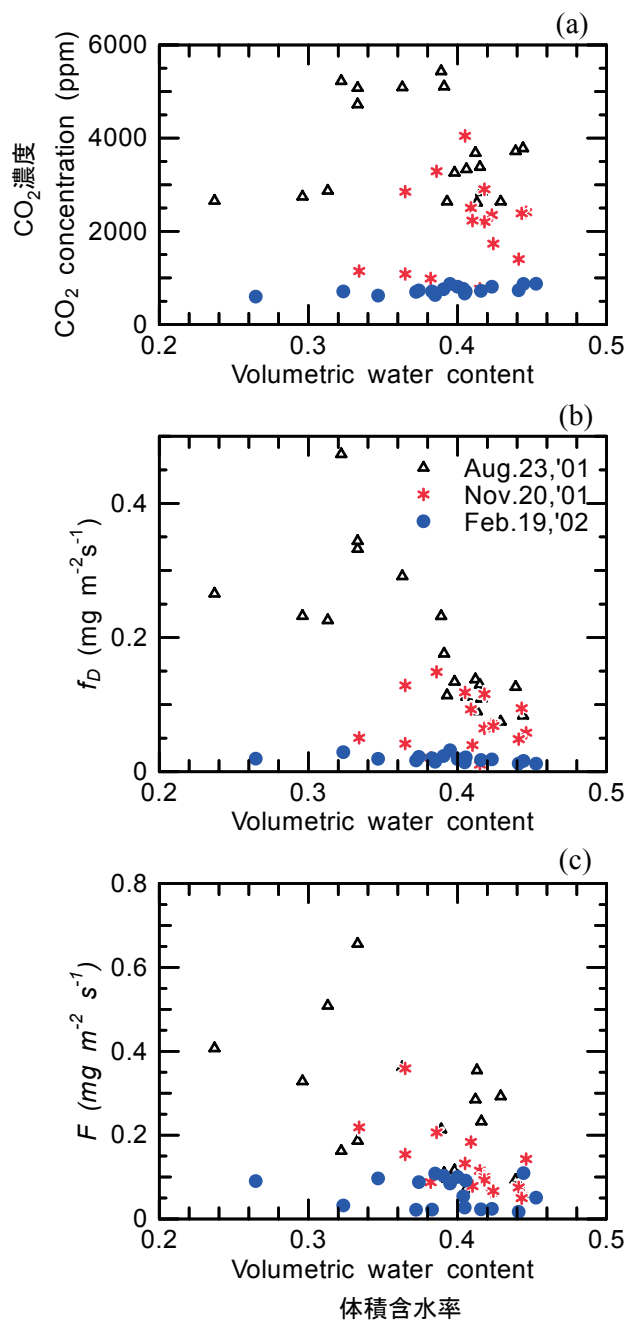 (a)
6000
4000
2000
0
CO₂濃度
CO₂ concentration (ppm)
0.2 0.3 0.4 0.5
Volumetric water content
(b)
0.4
0.2
0
f_D (mg m⁻²s⁻¹)
Aug.23,'01
Nov.20,'01
Feb.19,'02
0.2 0.3 0.4 0.5
Volumetric water content
(c)
0.8
0.6
0.4
0.2
0
F (mg m⁻² s⁻¹)
0.2 0.3 0.4 0.5
Volumetric water content
体積含水率